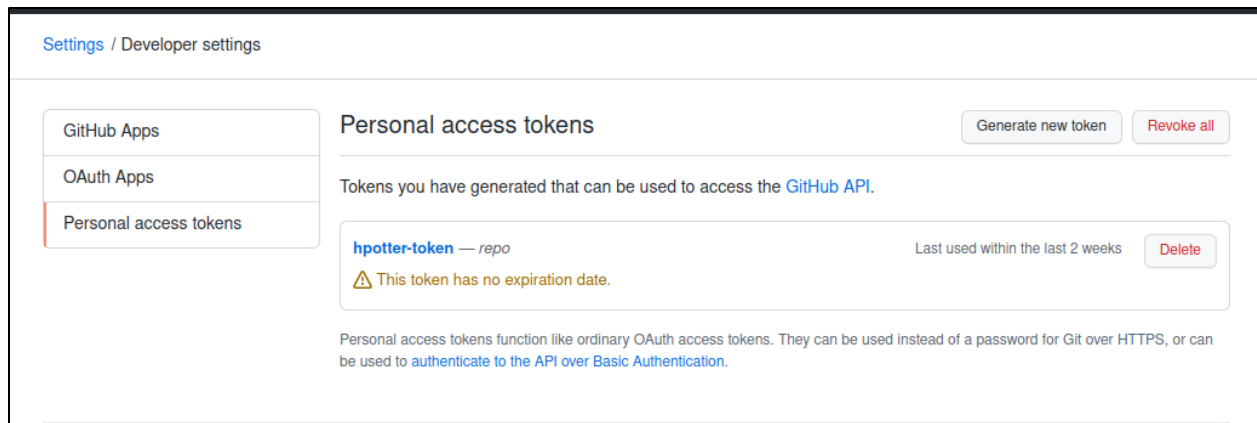 Settings / Developer settings
GitHub Apps
OAuth Apps
Personal access tokens
Personal access tokens
Generate new token
Revoke all
Tokens you have generated that can be used to access the GitHub API.
hpotter-token — repo
Last used within the last 2 weeks
Delete
This token has no expiration date.
Personal access tokens function like ordinary OAuth access tokens. They can be used instead of a password for Git over HTTPS, or can
be used to authenticate to the API over Basic Authentication.